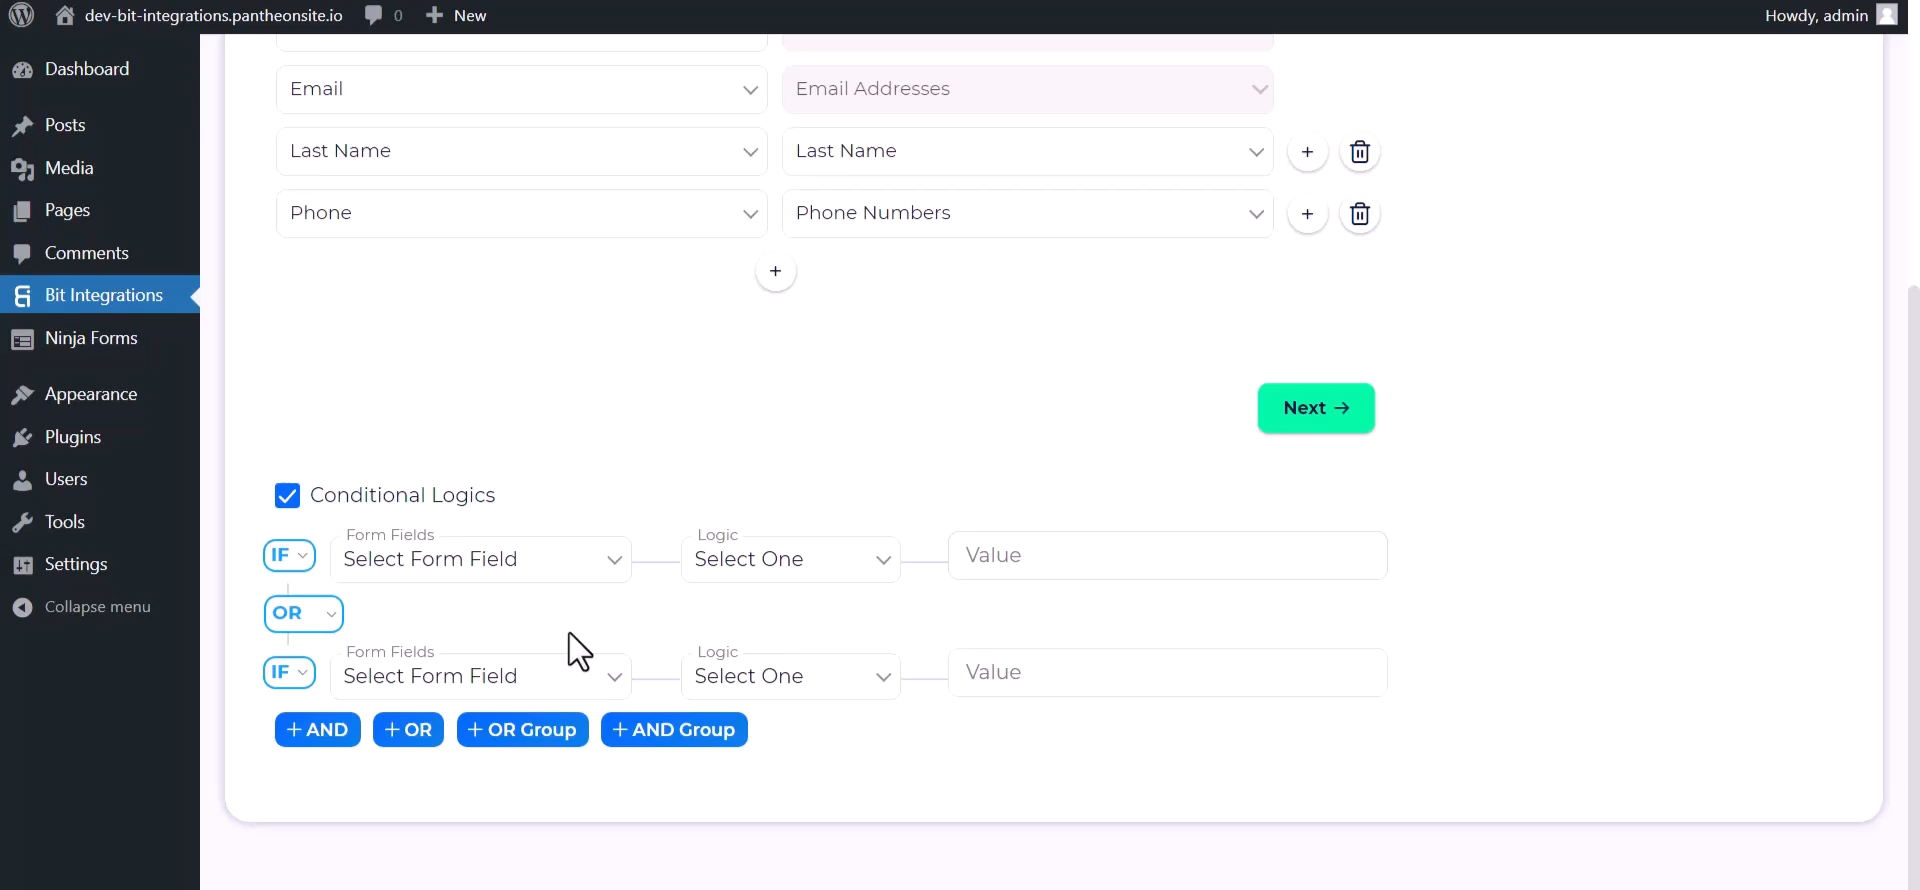 dev-bit-integrations.pantheonsite.io 0 New Howdy, admin
Dashboard
Posts
Media
Pages
Comments
Bit Integrations
Ninja Forms
Appearance
Plugins
Users
Tools
Settings
Collapse menu
Email Email Addresses
Last Name Last Name +
Phone Phone Numbers +
+
Next →
Conditional Logics
Form Fields Logic
IF Select Form Field Select One Value
OR
Form Fields Logic
IF Select Form Field Select One Value
+ AND + OR + OR Group + AND Group